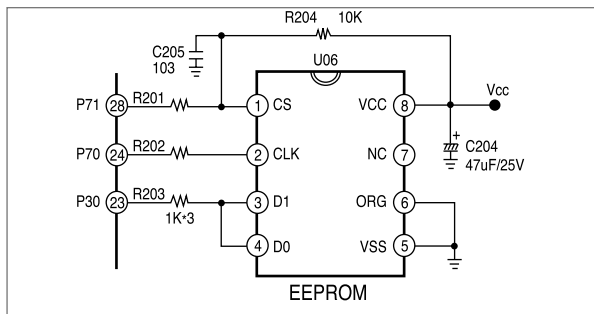 R204 10K
C205
103
U06
Vcc
P71 28 R201 1 CS VCC 8
+
C204
47uF/25V
P70 24 R202 2 CLK NC 7
P30 23 R203 3 D1 ORG 6
1K*3
4 D0 VSS 5
EEPROM